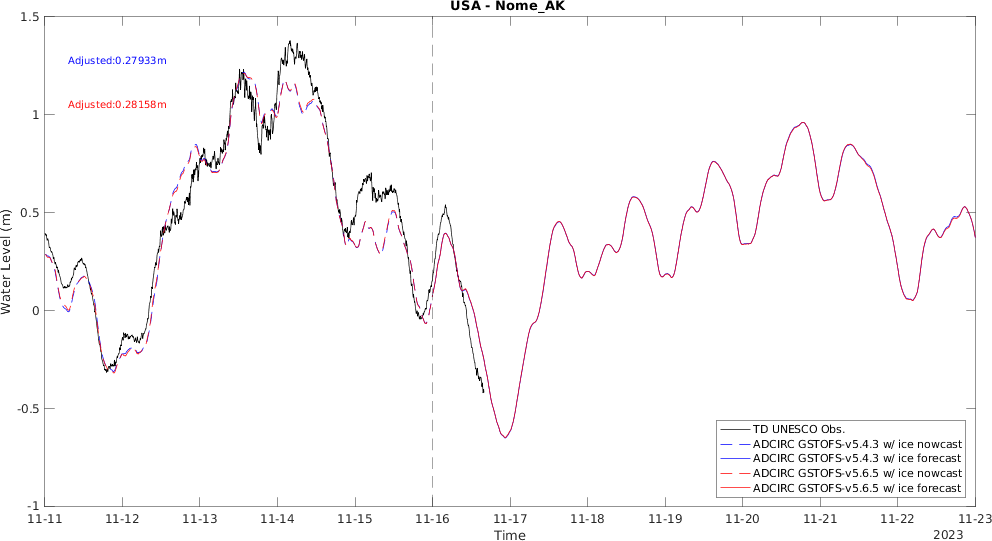 USA - Nome_AK
1.5
Adjusted:0.27933m
Adjusted:0.28158m
1
0.5
Water Level (m)
0
-0.5
TD UNESCO Obs.
ADCIRC GSTOFS-v5.4.3 w/ ice nowcast
ADCIRC GSTOFS-v5.4.3 w/ ice forecast
ADCIRC GSTOFS-v5.6.5 w/ ice nowcast
ADCIRC GSTOFS-v5.6.5 w/ ice forecast
-1
11-11 11-12 11-13 11-14 11-15 11-16 11-17 11-18 11-19 11-20 11-21 11-22 11-23
Time
2023